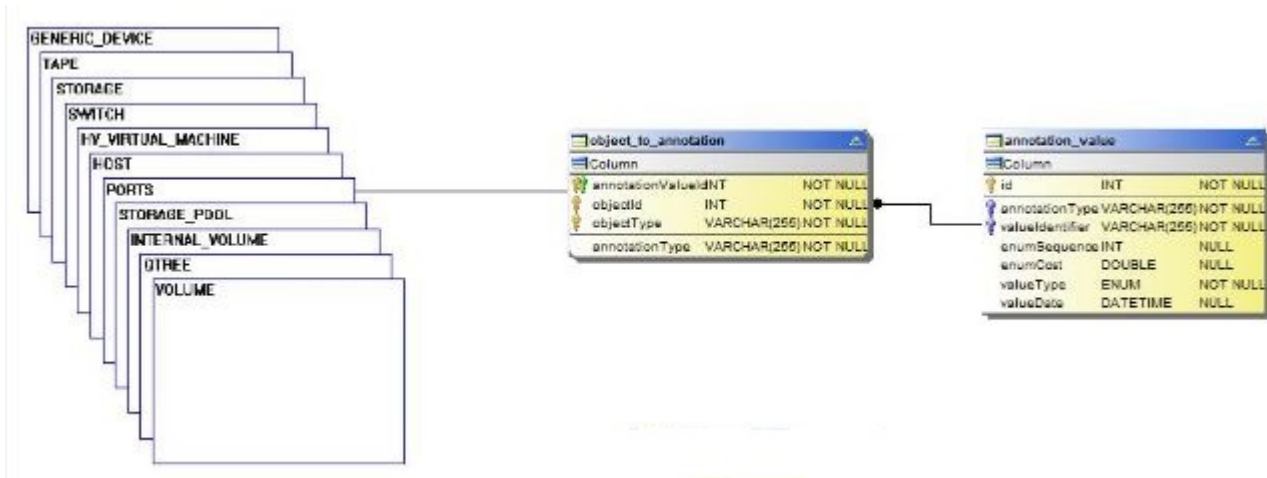 GENERIC_DEVICE
TAPE
STORAGE
SWITCH
HV_VIRTUAL_MACHINE
HOST
PORTS
STORAGE_POOL
INTERNAL_VOLUME
QTREE
VOLUME
object_to_annotation
Column
annotationValueId INT NOT NULL
objectId INT NOT NULL
objectType VARCHAR(255) NOT NULL
annotationType VARCHAR(255) NOT NULL
annotation_value
Column
id INT NOT NULL
annotationType VARCHAR(255) NOT NULL
valueIdentifier VARCHAR(255) NOT NULL
enumSequence INT NULL
enumCost DOUBLE NULL
valueType ENUM NOT NULL
valueDate DATETIME NULL